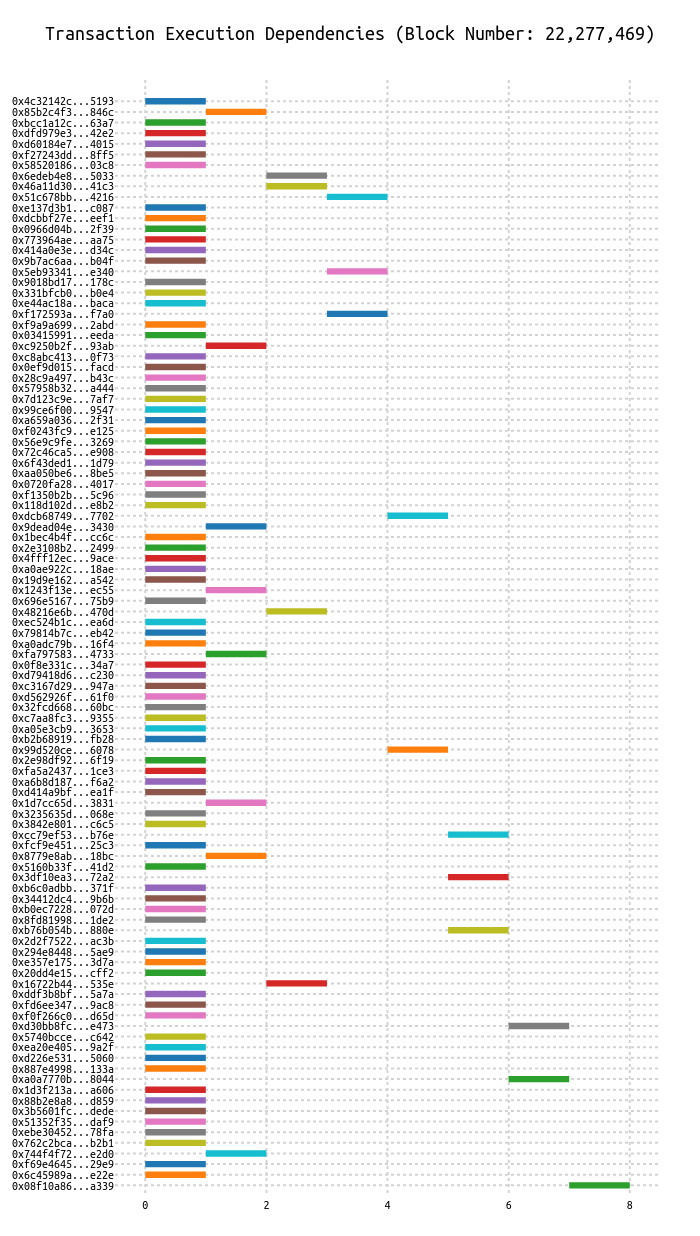 Transaction Execution Dependencies (Block Number: 22,277,469)
0x4c32142c...5193
0x85b2c4f3...846c
0xbcc1a12c...63a7
0xdfd979e3...42e2
0xd60184e7...4015
0xf27243dd...8ff5
0x58520186...03c8
0x6edeb4e8...5033
0x46a11d30...41c3
0x51c678bb...4216
0xe137d3b1...c087
0xdcbbf27e...eef1
0x0966d04b...2f39
0x773964ae...aa75
0x414a0e3e...d34c
0x9b7ac6aa...b04f
0x5eb93341...e340
0x9018bd17...178c
0x331bfcb0...b0e4
0xe44ac18a...baca
0xf172593a...f7a0
0xf9a9a699...2abd
0x03415991...eeda
0xc9250b2f...93ab
0xc8abc413...0f73
0x0ef9d015...facd
0x28c9a497...b43c
0x57958b32...a444
0x7d123c9e...7af7
0x99ce6f00...9547
0xa659a036...2f31
0xf0243fc9...e125
0x56e9c9fe...3269
0x72c46ca5...e908
0x6f43ded1...1d79
0xaa050be6...8be5
0x0720fa28...4017
0xf1350b2b...5c96
0x118d102d...e8b2
0xdcb68749...7702
0x9dead04e...3430
0x1bec4b4f...cc6c
0x2e3108b2...2499
0x4fff12ec...9ace
0xa0ae922c...18ae
0x19d9e162...a542
0x1243f13e...ec55
0x696e5167...75b9
0x48216e6b...470d
0xec524b1c...ea6d
0x79814b7c...eb42
0xa0adc79b...16f4
0xfa797583...4733
0x0f8e331c...34a7
0xd79418d6...c230
0xc3167d29...947a
0xd562926f...61f0
0x32fcd668...60bc
0xc7aa8fc3...9355
0xa05e3cb9...3653
0xb2b68919...fb28
0x99d520ce...6078
0x2e98df92...6f19
0xfa5a2437...1ce3
0xa6b8d187...f6a2
0xd414a9bf...ea1f
0x1d7cc65d...3831
0x3235635d...068e
0x3842e801...c6c5
0xcc79ef53...b76e
0xfcf9e451...25c3
0x8779e8ab...18bc
0x5160b33f...41d2
0x3df10ea3...72a2
0xb6c0adbb...371f
0x34412dc4...9b6b
0xb0ec7228...072d
0x8fd81998...1de2
0xb76b054b...880e
0x2d2f7522...ac3b
0x294e8448...5ae9
0xe357e175...3d7a
0x20dd4e15...cff2
0x16722b44...535e
0xddf3b8bf...5a7a
0xfd6ee347...9ac8
0xf0f266c0...d65d
0xd30bb8fc...e473
0x5740bcce...c642
0xea20e405...9a2f
0xd226e531...5060
0x887e4998...133a
0xa0a7770b...8044
0x1d3f213a...a606
0x88b2e8a8...d859
0x3b5601fc...dede
0x51352f35...daf9
0xebe30452...78fa
0x762c2bca...b2b1
0x744f4f72...e2d0
0xf69e4645...29e9
0x6c45989a...e22e
0x08f10a86...a339
0 2 4 6 8